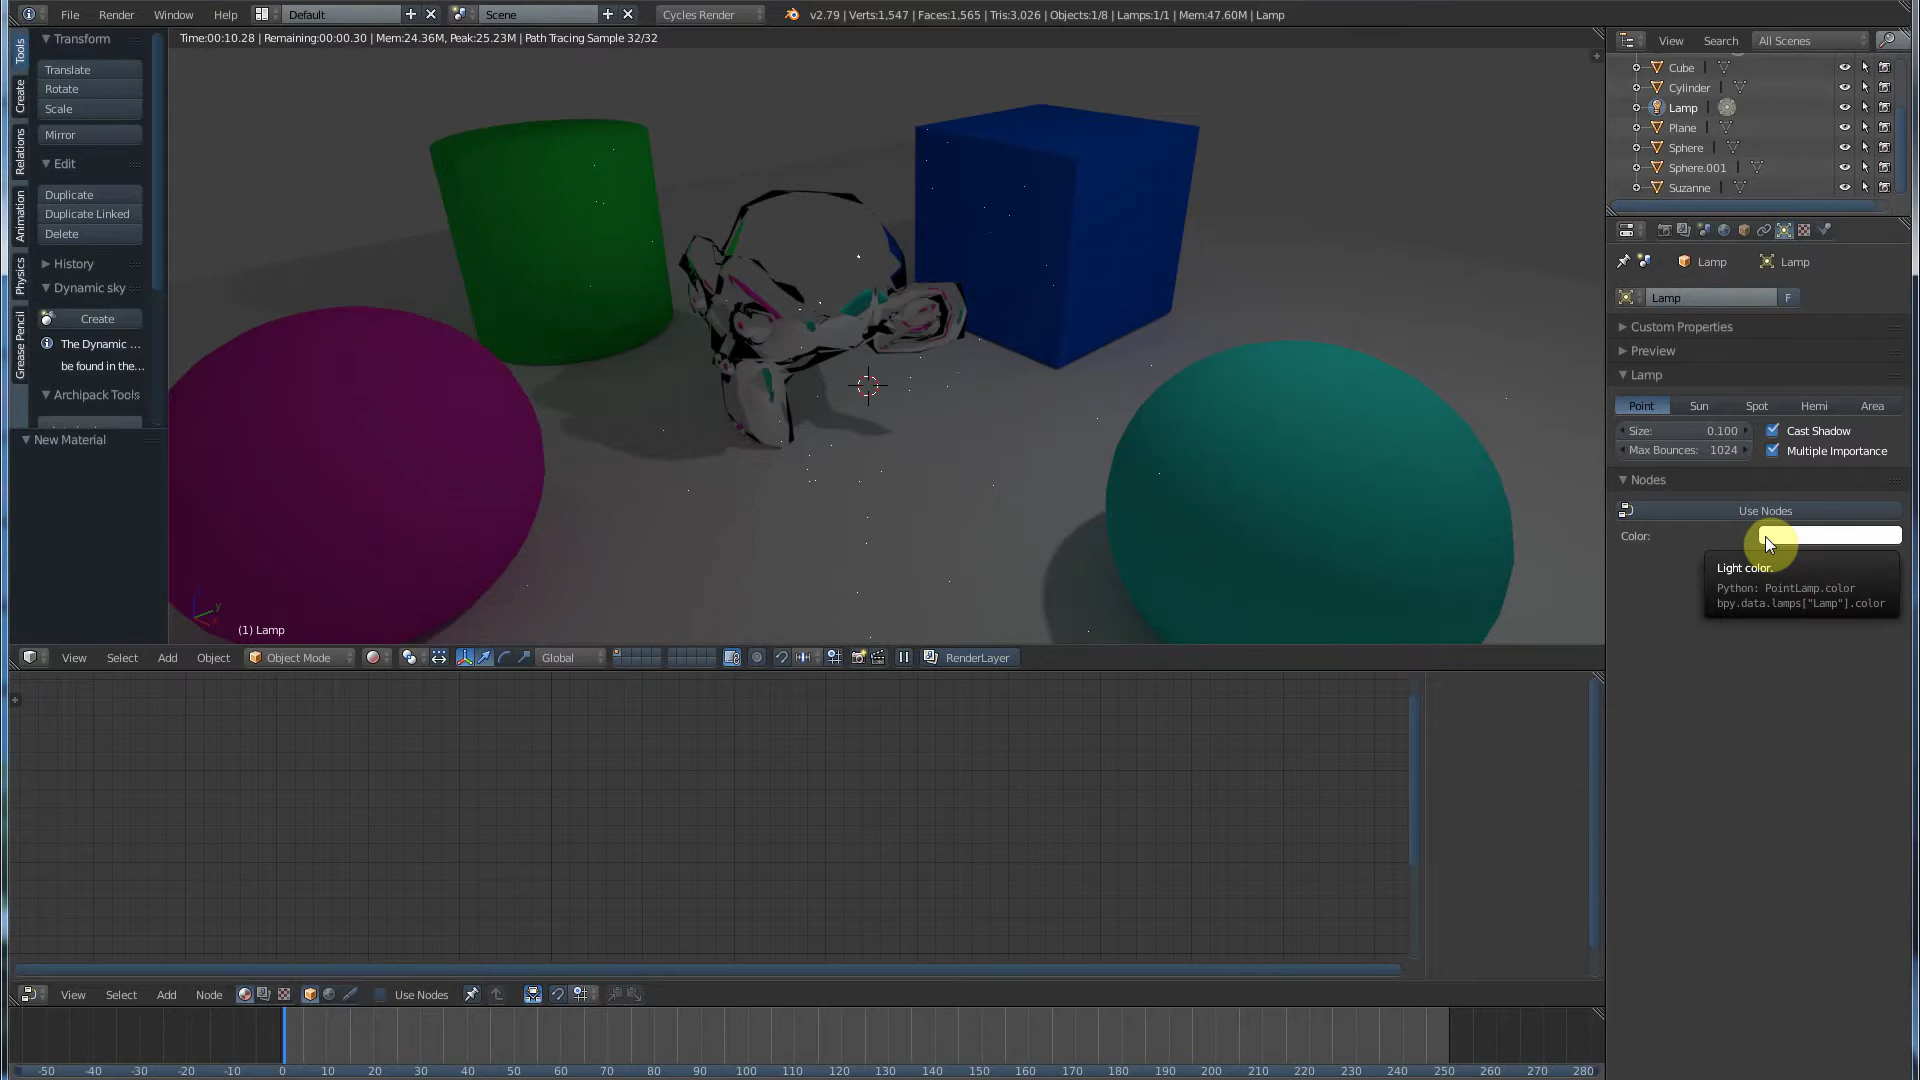 File Render Window Help Default Scene Cycles Render v2.79 | Verts:1,547 | Faces:1,565 | Tris:3,026 | Objects:1/8 | Lamps:1/1 | Mem:47.60M | Lamp
Time:00:10.28 | Remaining:00:00.30 | Mem:24.36M, Peak:25.23M | Path Tracing Sample 32/32
Tools
Create
Relations
Animation
Physics
Grease Pencil
Transform
Translate
Rotate
Scale
Mirror
Edit
Duplicate
Duplicate Linked
Delete
History
Dynamic sky
Create
The Dynamic ...
be found in the...
Archipack Tools
New Material
(1) Lamp
View Select Add Object Object Mode Global RenderLayer
View Select Add Node Use Nodes
-50 -40 -30 -20 -10 0 10 20 30 40 50 60 70 80 90 100 110 120 130 140 150 160 170 180 190 200 210 220 230 240 250 260 270 280
View Search All Scenes
Cube
Cylinder
Lamp
Plane
Sphere
Sphere.001
Suzanne
Lamp Lamp
Lamp F
Custom Properties
Preview
Lamp
Point Sun Spot Hemi Area
Size: 0.100 Cast Shadow
Max Bounces: 1024 Multiple Importance
Nodes
Use Nodes
Color:
Light color.
Python: PointLamp.color
bpy.data.lamps["Lamp"].color